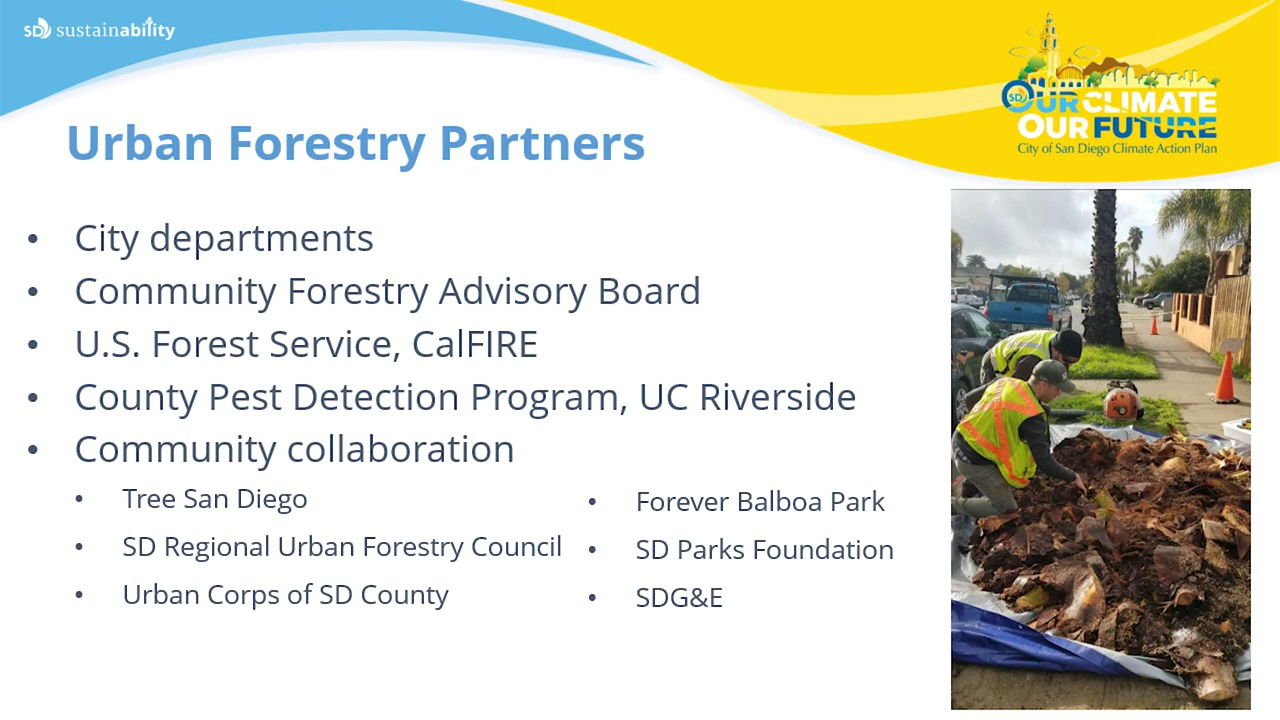 SD sustainability
SD
OUR CLIMATE
OUR FUTURE
City of San Diego Climate Action Plan
Urban Forestry Partners
• City departments
• Community Forestry Advisory Board
• U.S. Forest Service, CalFIRE
• County Pest Detection Program, UC Riverside
• Community collaboration
• Tree San Diego
• SD Regional Urban Forestry Council
• Urban Corps of SD County
• Forever Balboa Park
• SD Parks Foundation
• SDG&E